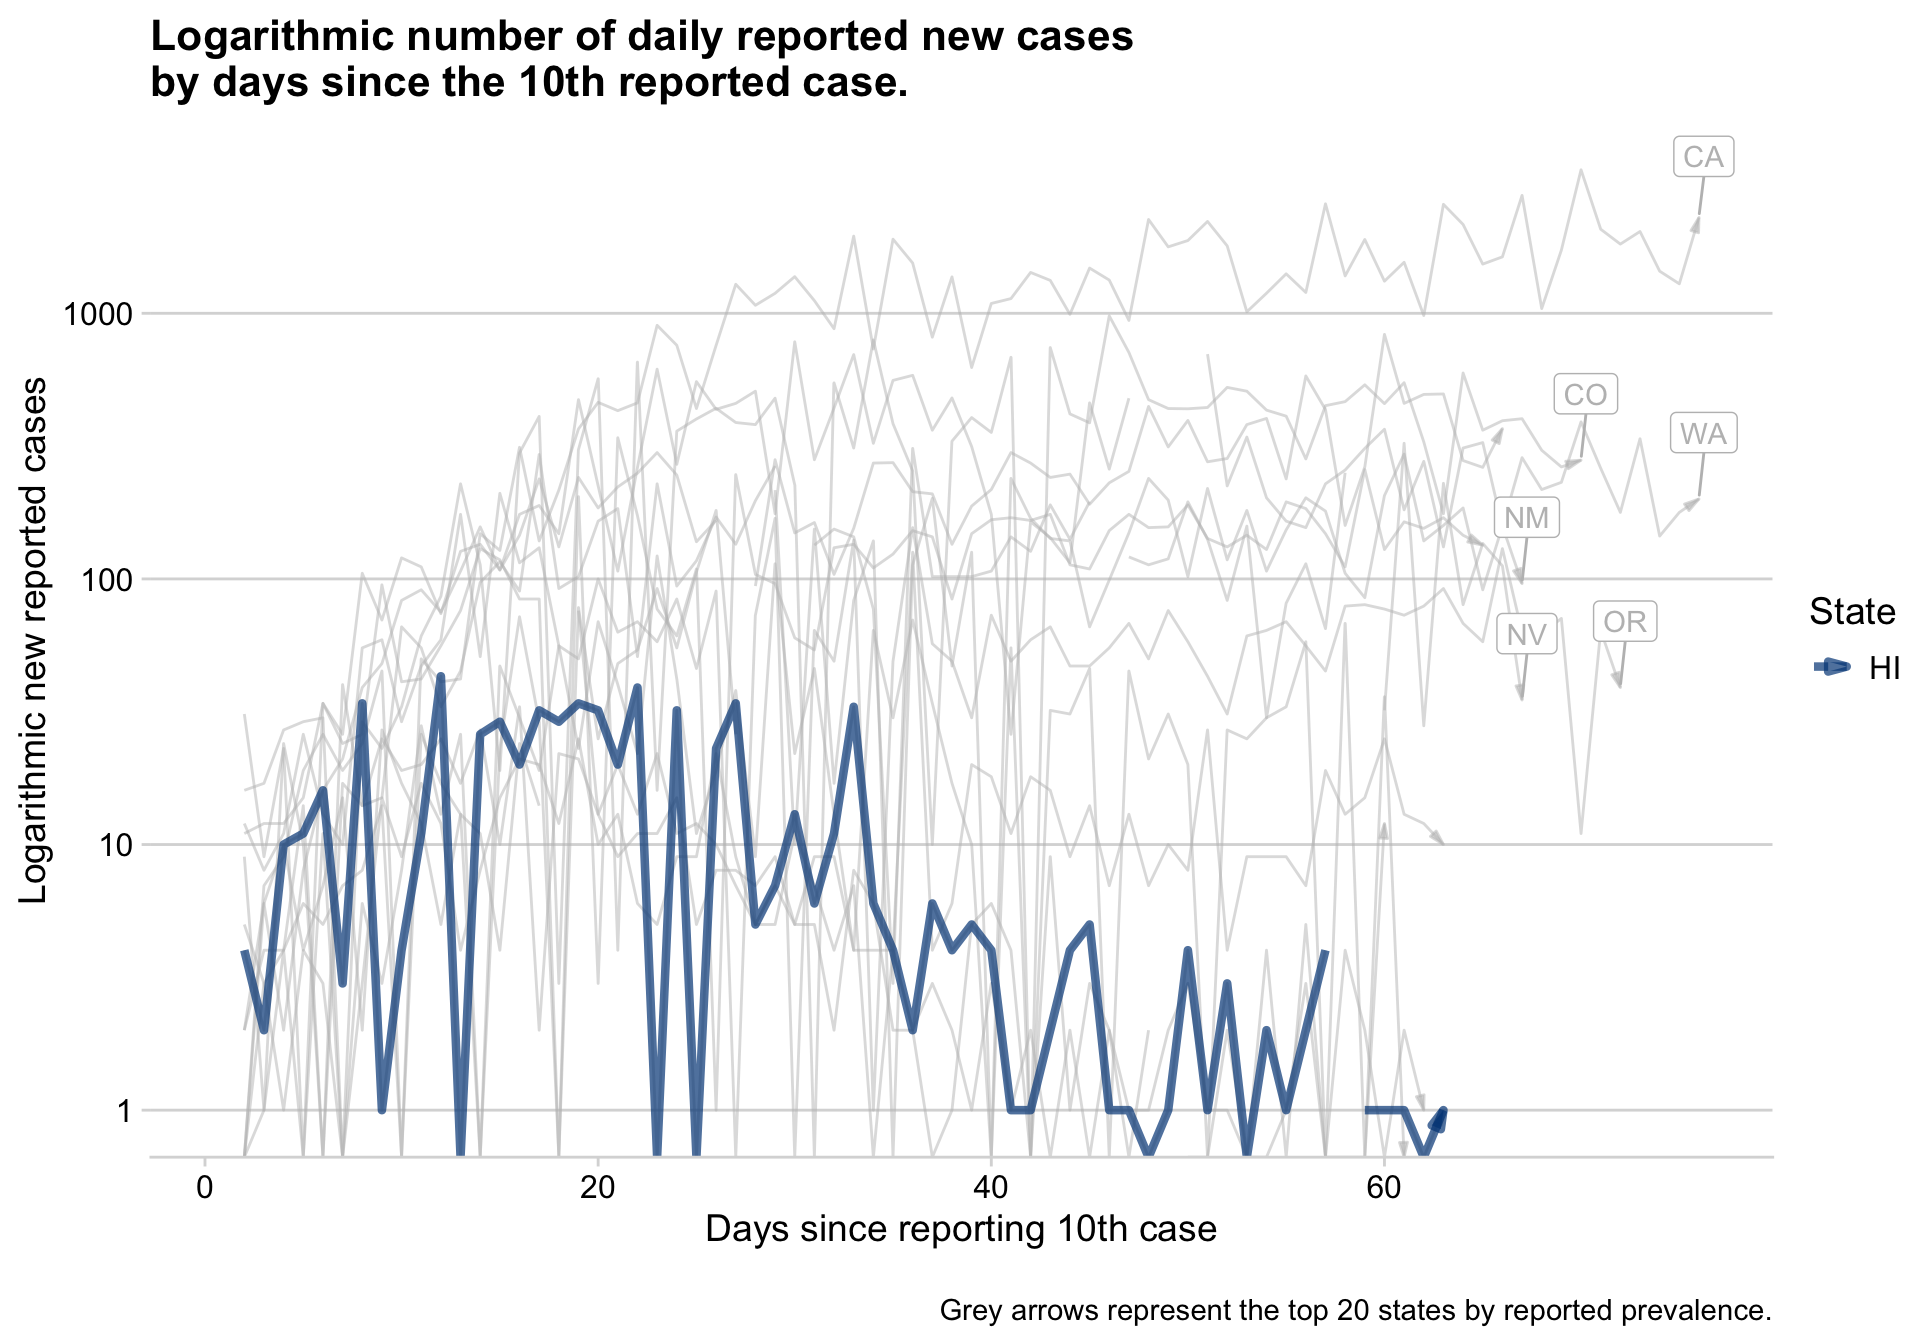 Logarithmic number of daily reported new cases
by days since the 10th reported case.
Logarithmic new reported cases
1000
100
10
1
CA
CO
WA
NM
NV
OR
State
HI
0
20
40
60
Days since reporting 10th case
Grey arrows represent the top 20 states by reported prevalence.